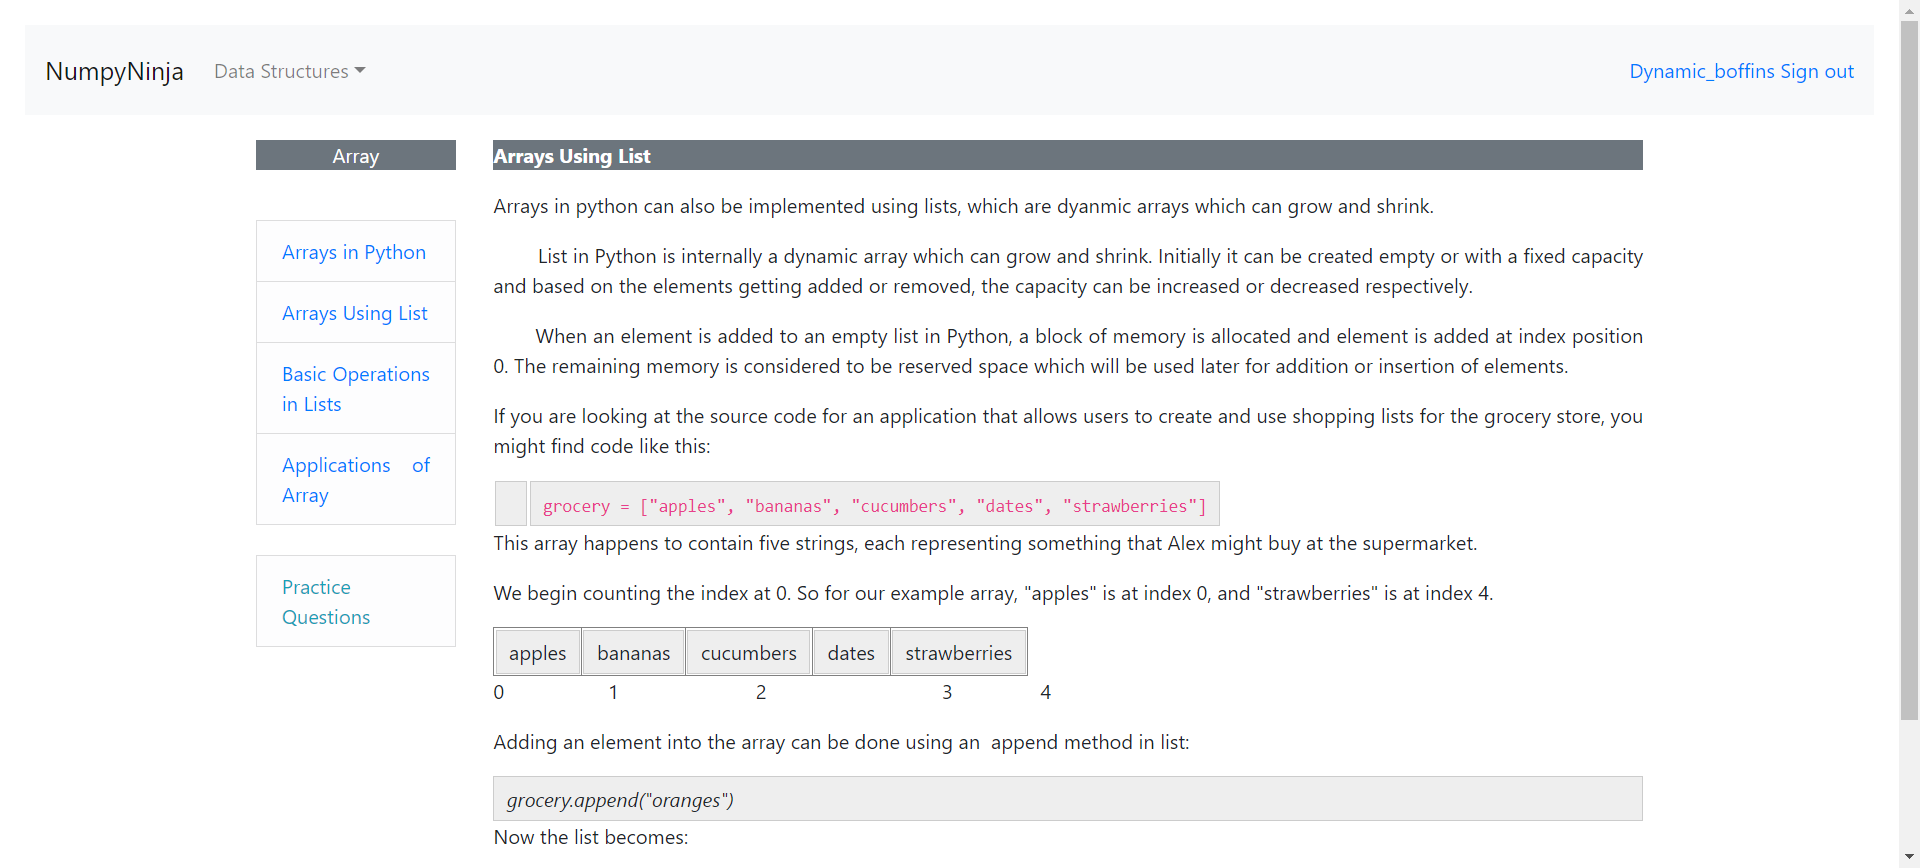 NumpyNinja Data Structures Dynamic_boffins Sign out
Array
Arrays in Python
Arrays Using List
Basic Operations
in Lists
Applications of
Array
Practice
Questions
Arrays Using List
Arrays in python can also be implemented using lists, which are dyanmic arrays which can grow and shrink.
List in Python is internally a dynamic array which can grow and shrink. Initially it can be created empty or with a fixed capacity
and based on the elements getting added or removed, the capacity can be increased or decreased respectively.
When an element is added to an empty list in Python, a block of memory is allocated and element is added at index position
0. The remaining memory is considered to be reserved space which will be used later for addition or insertion of elements.
If you are looking at the source code for an application that allows users to create and use shopping lists for the grocery store, you
might find code like this:
grocery = ["apples", "bananas", "cucumbers", "dates", "strawberries"]
This array happens to contain five strings, each representing something that Alex might buy at the supermarket.
We begin counting the index at 0. So for our example array, "apples" is at index 0, and "strawberries" is at index 4.
apples bananas cucumbers dates strawberries
0 1 2 3 4
Adding an element into the array can be done using an append method in list:
grocery.append("oranges")
Now the list becomes: